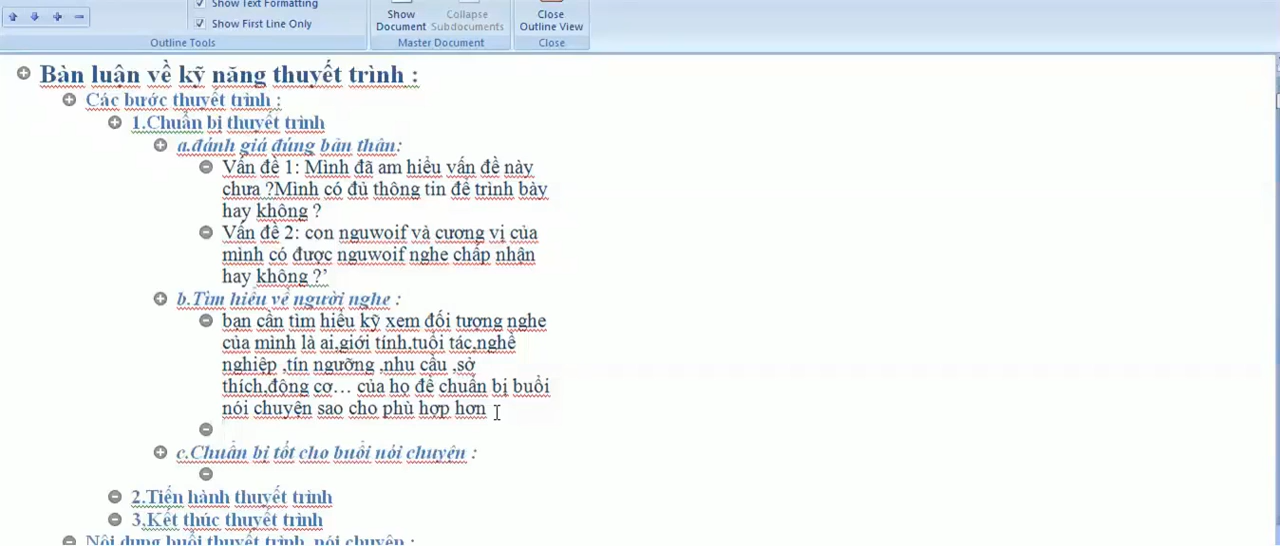 Show Text Formatting
Show First Line Only
Outline Tools
Show Document
Collapse Subdocuments
Master Document
Close Outline View
Close
Bàn luận về kỹ năng thuyết trình :
Các bước thuyết trình :
1.Chuẩn bị thuyết trình
a.đánh giá đúng bản thân:
Vấn đề 1: Mình đã am hiểu vấn đề này
chưa ?Mình có đủ thông tin để trình bày
hay không ?
Vấn đề 2: con nguwoif và cương vị của
mình có được nguwoif nghe chấp nhận
hay không ?’
b.Tìm hiểu về người nghe :
bạn cần tìm hiểu kỹ xem đối tượng nghe
của mình là ai,giới tính,tuổi tác,nghề
nghiệp ,tín ngưỡng ,nhu cầu ,sở
thích,động cơ… của họ để chuẩn bị buổi
nói chuyện sao cho phù hợp hơn
c.Chuẩn bị tốt cho buổi nói chuyện :
2.Tiến hành thuyết trình
3.Kết thúc thuyết trình
Nội dung buổi thuyết trình, nói chuyện :